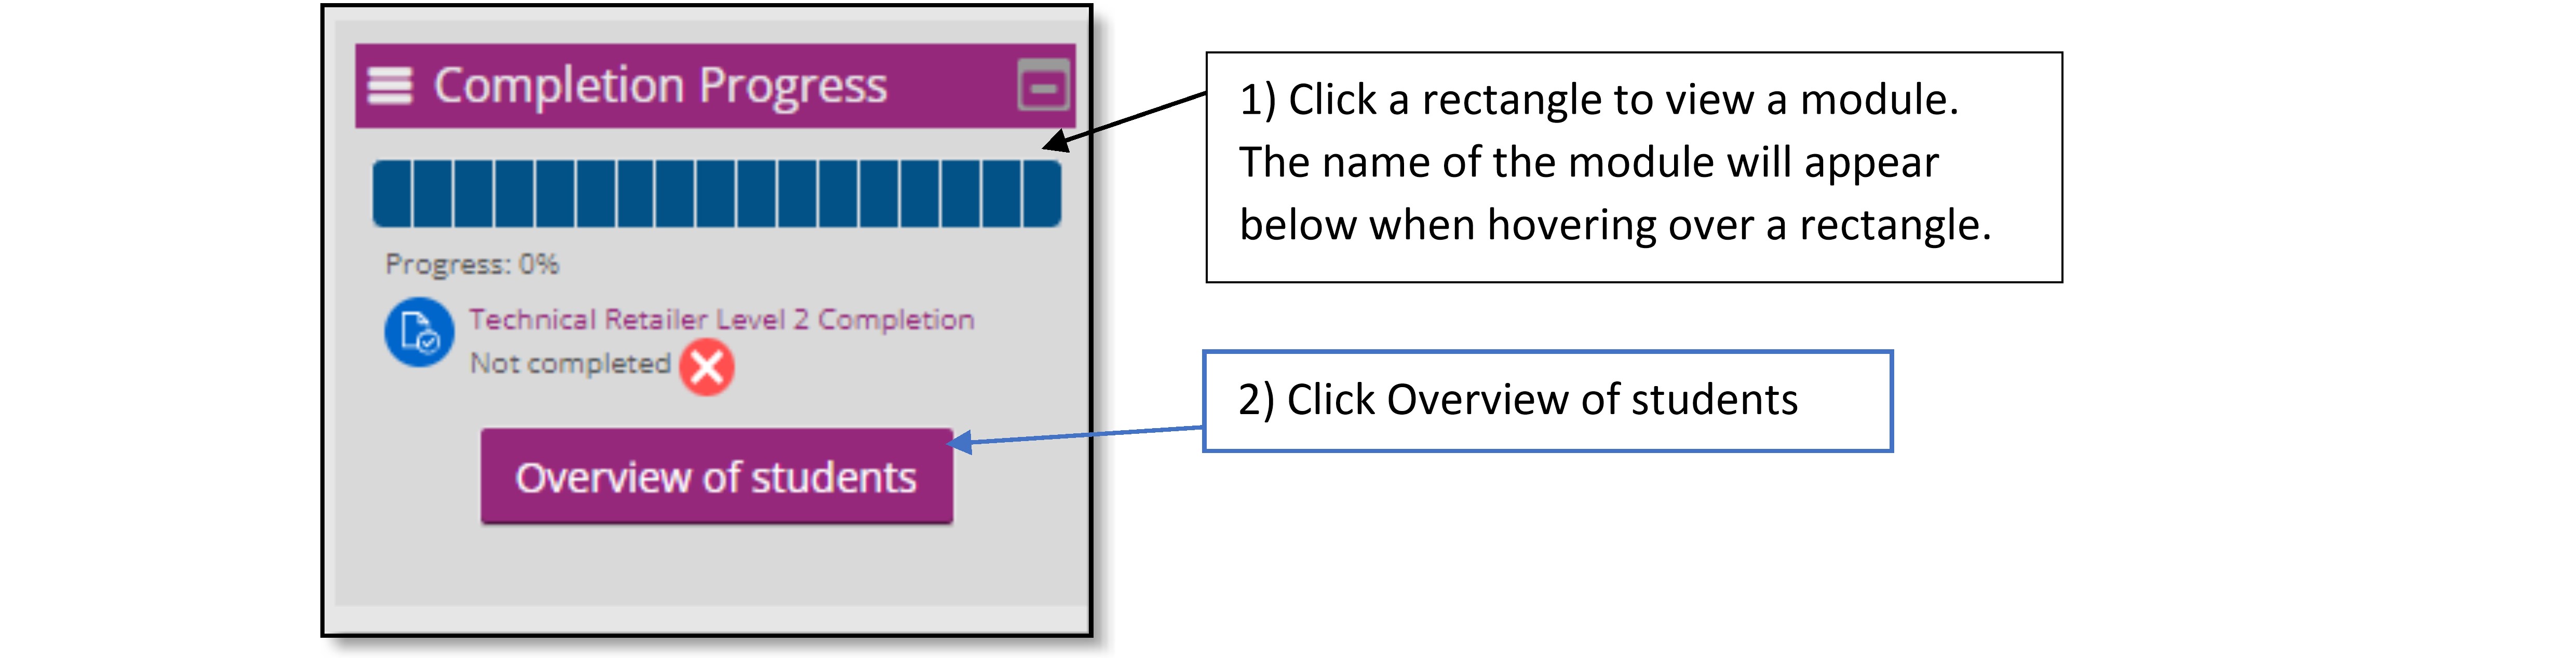 Completion Progress
1) Click a rectangle to view a module.
The name of the module will appear
below when hovering over a rectangle.
Progress: 0%
Technical Retailer Level 2 Completion
Not completed
2) Click Overview of students
Overview of students